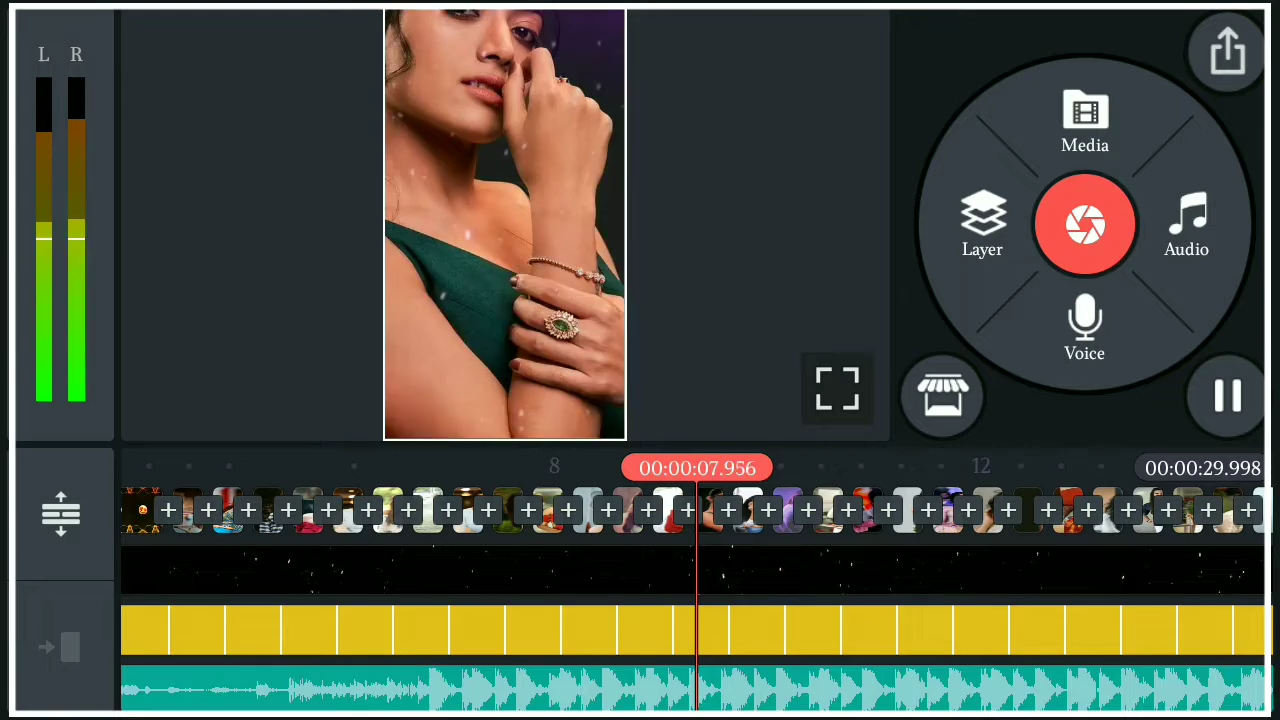 L R
Media
Layer
Audio
Voice
8
00:00:07.956
12
00:00:29.998